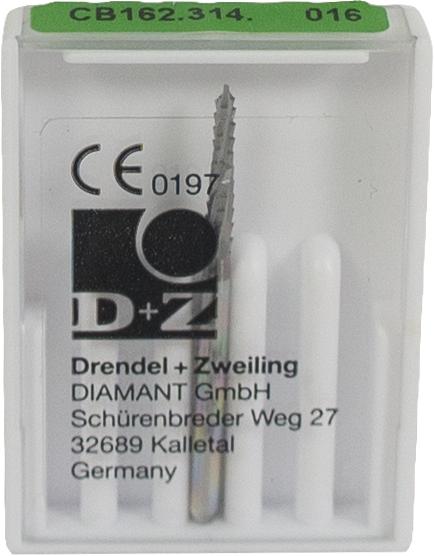 CB162.314. 016
CE 0197
D+Z
Drendel + Zweiling
DIAMANT GmbH
Schürenbreder Weg 27
32689 Kalletal
Germany